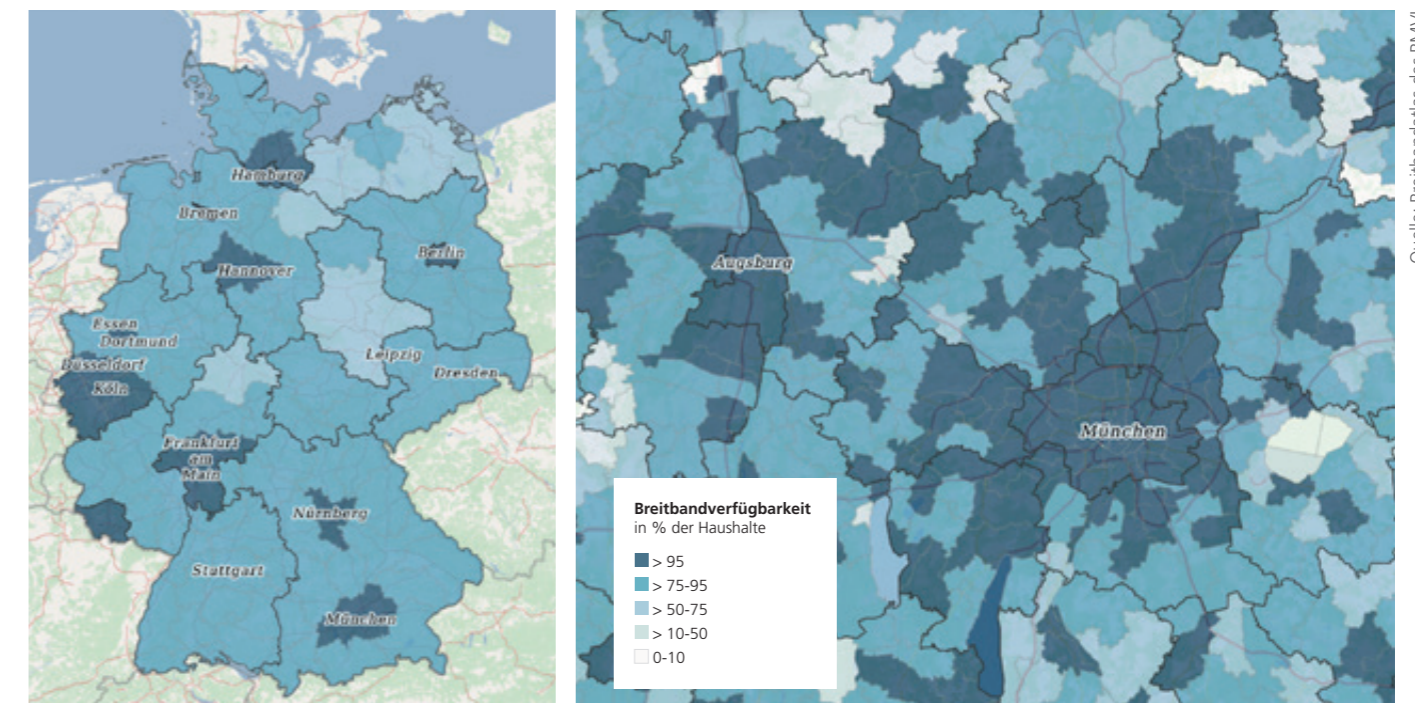 Hamburg
Bremen
Berlin
Hannover
Essen
Dortmund
Düsseldorf
Köln
Leipzig
Dresden
Frankfurt
am
Main
Nürnberg
Stuttgart
München
Augsburg
München
Breitbandverfügbarkeit
in % der Haushalte
> 95
> 75-95
> 50-75
> 10-50
0-10